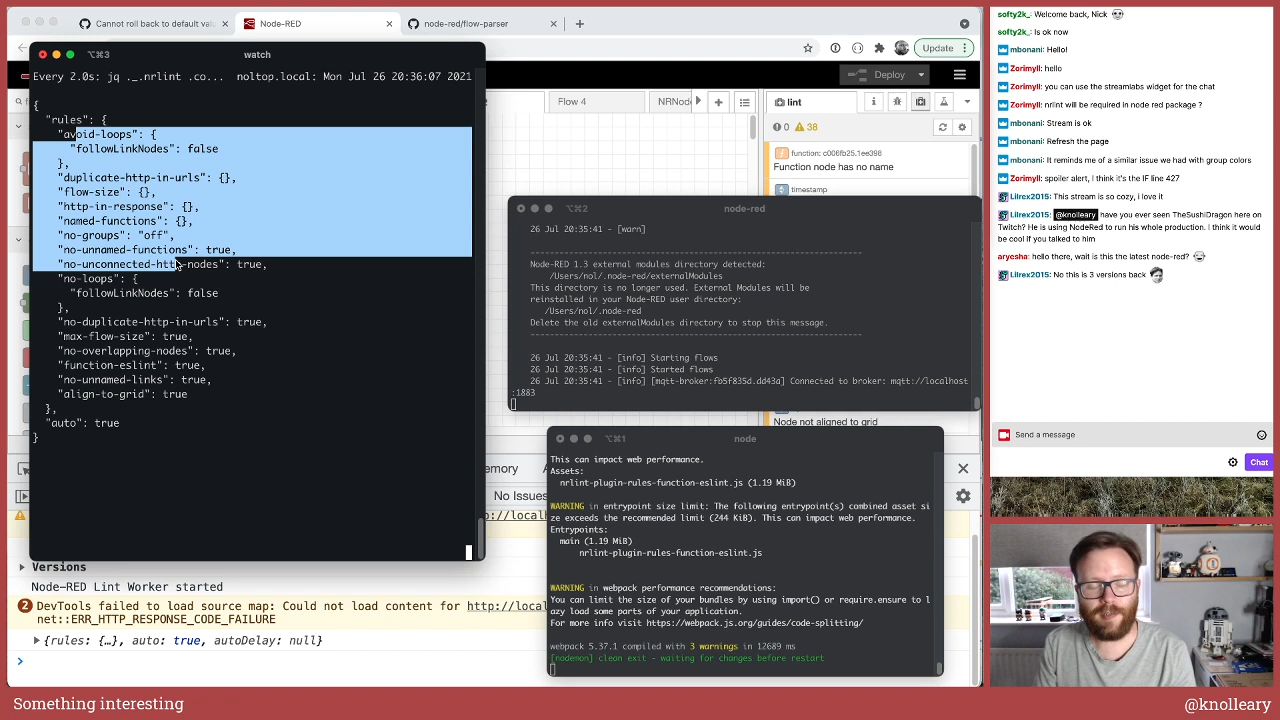 Cannot roll back to default valu
Node-RED
node-red/flow-parser
Update
⌥⌘3
watch
Every 2.0s: jq ._.nrlint .co... noltop.local: Mon Jul 26 20:36:07 2021
{
"rules": {
"avoid-loops": {
"followLinkNodes": false
},
"duplicate-http-in-urls": {},
"flow-size": {},
"http-in-response": {},
"named-functions": {},
"no-groups": "off",
"no-unnamed-functions": true,
"no-unconnected-http-nodes": true,
"no-loops": {
"followLinkNodes": false
},
"no-duplicate-http-in-urls": true,
"max-flow-size": true,
"no-overlapping-nodes": true,
"function-eslint": true,
"no-unnamed-links": true,
"align-to-grid": true
},
"auto": true
}
Deploy
Flow 4
NRNode
lint
0 38
function: c006fb25.1ee398
Function node has no name
timestamp
⌥⌘2
node-red
26 Jul 20:35:41 - [warn]
Node-RED 1.3 external modules directory detected:
/Users/nol/.node-red/externalModules
This directory is no longer used. External Modules will be
reinstalled in your Node-RED user directory:
/Users/nol/.node-red
Delete the old externalModules directory to stop this message.
26 Jul 20:35:41 - [info] Starting flows
26 Jul 20:35:41 - [info] Started flows
26 Jul 20:35:41 - [info] [mqtt-broker:fb5f835d.dd43a] Connected to broker: mqtt://localhost
:1883
Node not aligned to grid
⌥⌘1
node
This can impact web performance.
Assets:
nrlint-plugin-rules-function-eslint.js (1.19 MiB)
WARNING in entrypoint size limit: The following entrypoint(s) combined asset si
ze exceeds the recommended limit (244 KiB). This can impact web performance.
Entrypoints:
main (1.19 MiB)
nrlint-plugin-rules-function-eslint.js
WARNING in webpack performance recommendations:
You can limit the size of your bundles by using import() or require.ensure to l
azy load some parts of your application.
For more info visit https://webpack.js.org/guides/code-splitting/
webpack 5.37.1 compiled with 3 warnings in 12689 ms
[nodemon] clean exit - waiting for changes before restart
emory
No Issues
Versions
Node-RED Lint Worker started
2 DevTools failed to load source map: Could not load content for http://local
net::ERR_HTTP_RESPONSE_CODE_FAILURE
{rules: {…}, auto: true, autoDelay: null}
softy2k_: Welcome back, Nick
softy2k_: Is ok now
mbonani: Hello!
Zorimyll: hello
Zorimyll: you can use the streamlabs widget for the chat
Zorimyll: nrlint will be required in node red package ?
mbonani: Stream is ok
mbonani: Refresh the page
mbonani: It reminds me of a similar issue we had with group colors
Zorimyll: spoiler alert, I think it's the IF line 427
Lilrex2015: This stream is so cozy, i love it
Lilrex2015: @knolleary have you ever seen TheSushiDragon here on
Twitch? He is using NodeRed to run his whole production. I think it would
be cool if you talked to him
aryesha: hello there, wait is this the latest node-red?
Lilrex2015: No this is 3 versions back
Send a message
Chat
Something interesting
@knolleary